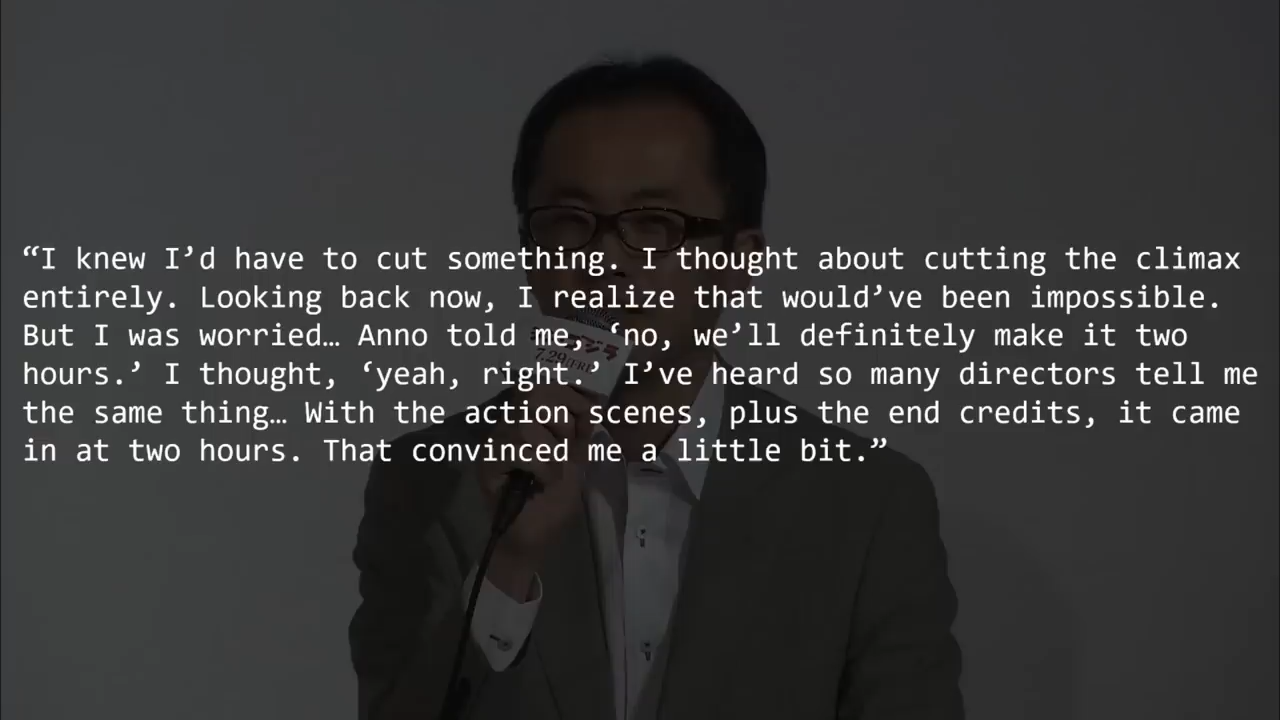 “I knew I’d have to cut something. I thought about cutting the climax
entirely. Looking back now, I realize that would’ve been impossible.
But I was worried… Anno told me, ‘no, we’ll definitely make it two
hours.’ I thought, ‘yeah, right.’ I’ve heard so many directors tell me
the same thing… With the action scenes, plus the end credits, it came
in at two hours. That convinced me a little bit.”